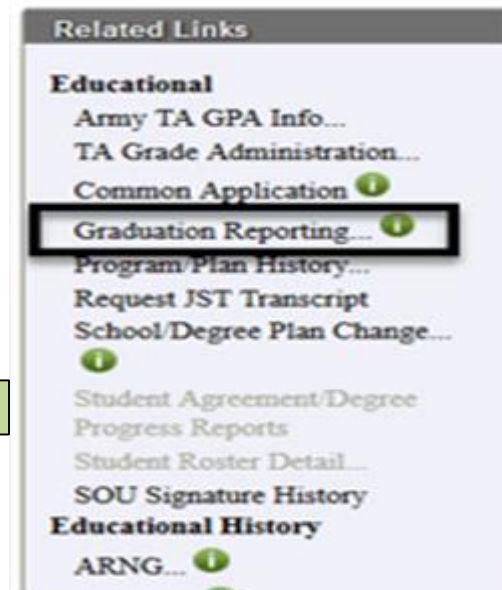 Related Links
Educational
Army TA GPA Info...
TA Grade Administration...
Common Application
Graduation Reporting...
Program/Plan History...
Request JST Transcript
School/Degree Plan Change...
Student Agreement/Degree
Progress Reports
Student Roster Detail...
SOU Signature History
Educational History
ARNG...